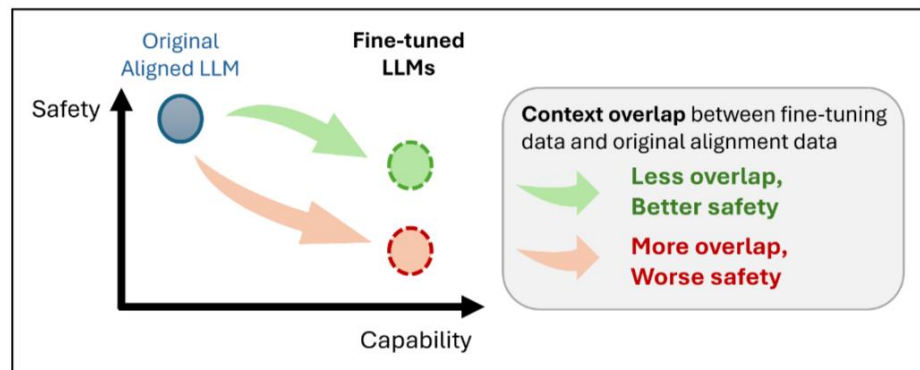 Original
Aligned LLM
Fine-tuned
LLMs
Safety
Capability
Context overlap between fine-tuning
data and original alignment data
Less overlap,
Better safety
More overlap,
Worse safety